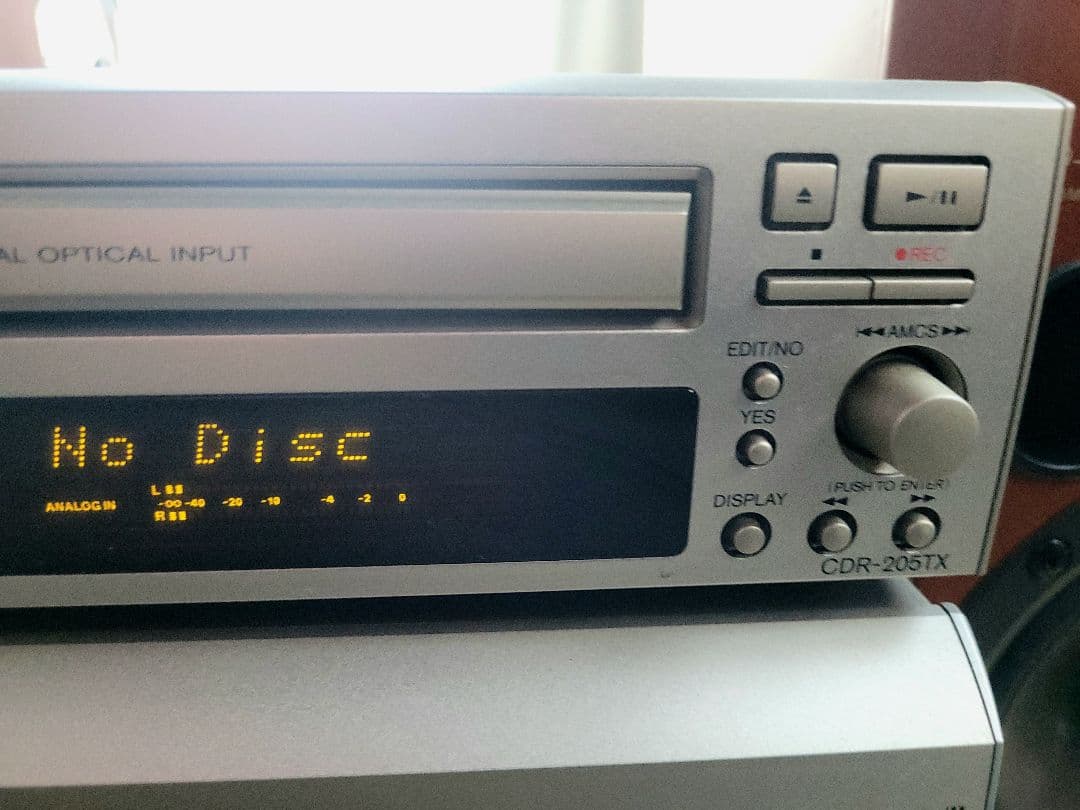 AL OPTICAL INPUT
REC
AMCS
EDIT/NO
YES
No Disc
L
-00 -40 -20 -10 -4 -2 0
ANALOG IN
R
(PUSH TO ENTER)
DISPLAY
CDR-205TX